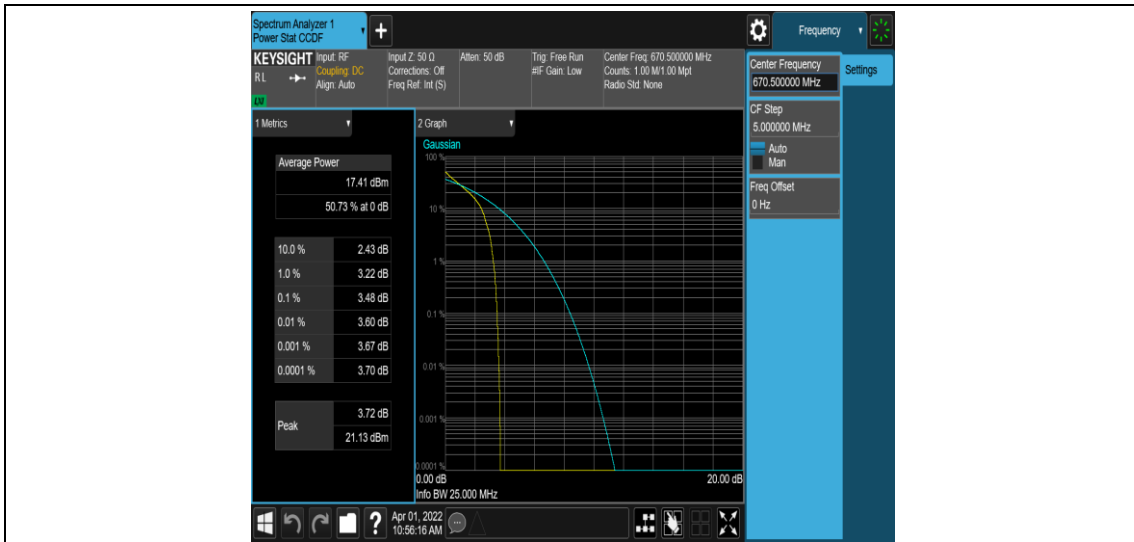 Spectrum Analyzer 1
Power Stat CCDF
+
Frequency
KEYSIGHT
RL
LXI
Input: RF
Coupling: DC
Align: Auto
Input Z: 50 Ω
Corrections: Off
Freq Ref: Int (S)
Atten: 50 dB
Trig: Free Run
#IF Gain: Low
Center Freq: 670.500000 MHz
Counts: 1.00 M/1.00 Mpt
Radio Std: None
Center Frequency
670.500000 MHz
Settings
CF Step
5.000000 MHz
Auto
Man
Freq Offset
0 Hz
1 Metrics
Average Power
17.41 dBm
50.73 % at 0 dB
10.0 % 2.43 dB
1.0 % 3.22 dB
0.1 % 3.48 dB
0.01 % 3.60 dB
0.001 % 3.67 dB
0.0001 % 3.70 dB
Peak
3.72 dB
21.13 dBm
2 Graph
Gaussian
100 %
10 %
1 %
0.1 %
0.01 %
0.001 %
0.0001 %
0.00 dB 20.00 dB
Info BW 25.000 MHz
?
Apr 01, 2022
10:56:16 AM